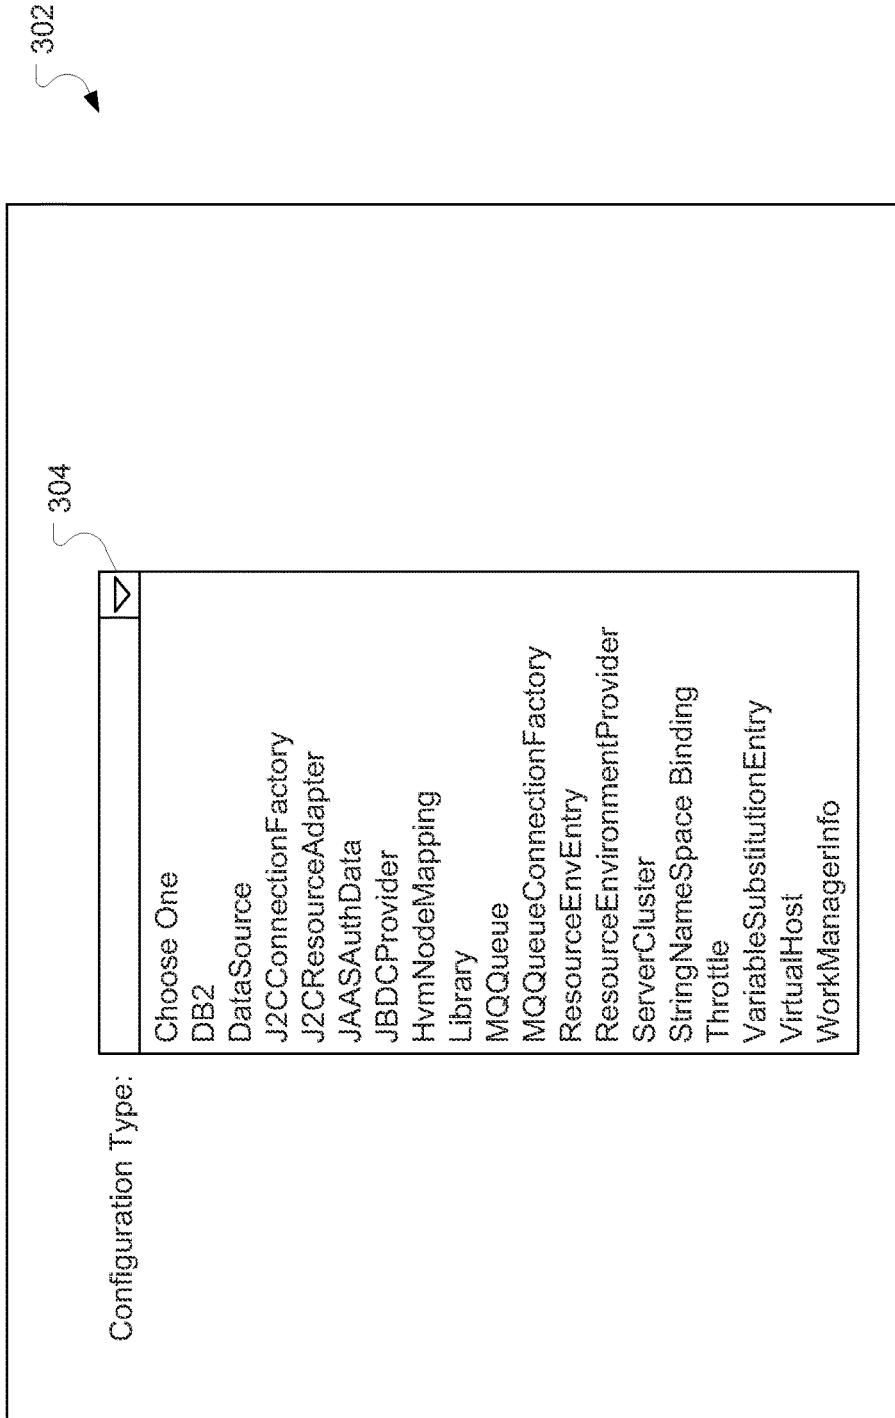 302
304
Configuration Type:
Choose One
DB2
DataSource
J2CConnectionFactory
J2CResourceAdapter
JAASAuthData
JBDCProvider
HvmNodeMapping
Library
MQQueue
MQQueueConnectionFactory
ResourceEnvEntry
ResourceEnvironmentProvider
ServerCluster
StringNameSpace Binding
Throttle
VariableSubstitutionEntry
VirtualHost
WorkManagerInfo